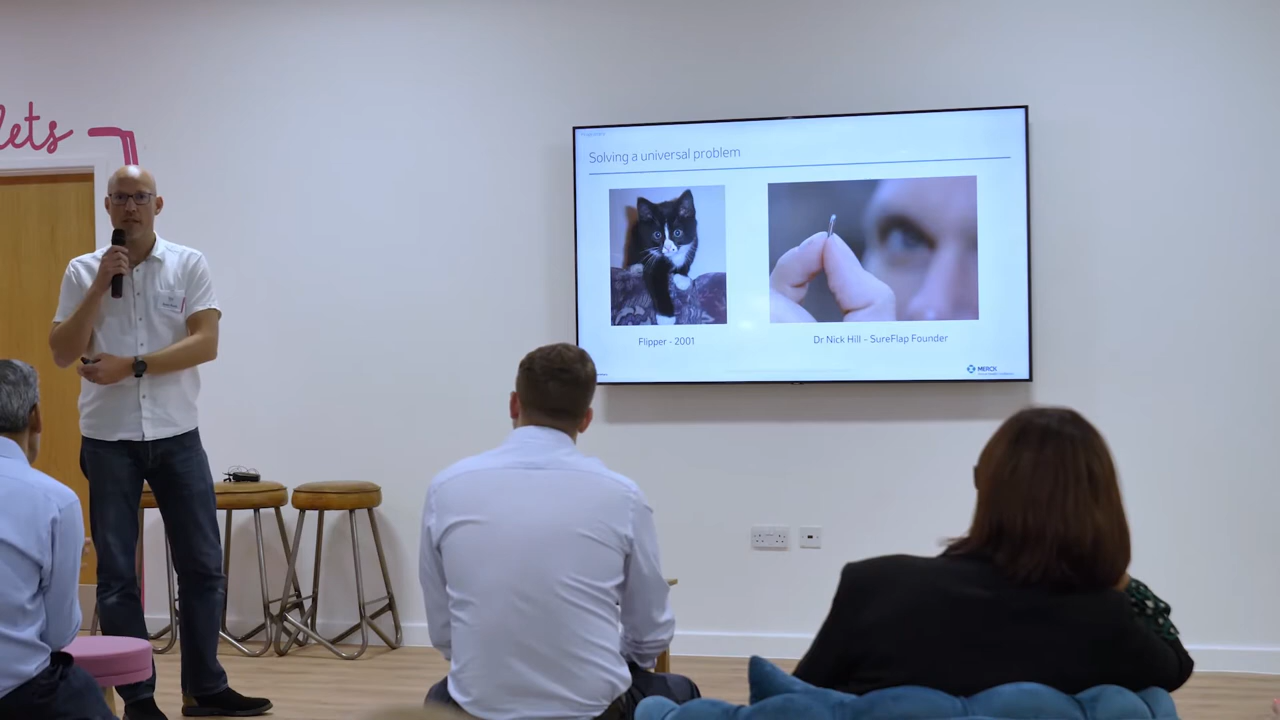 lets
Solving a universal problem
Flipper - 2001
Dr Nick Hill - SureFlap Founder
MERCK